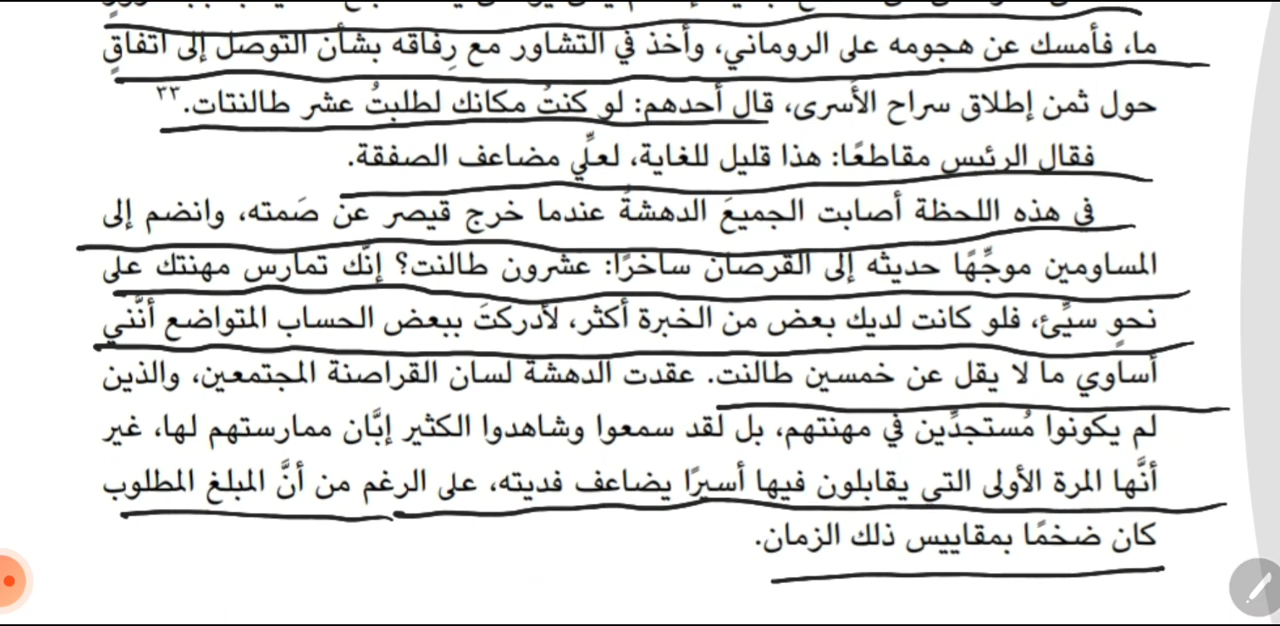 ما، فأمسك عن هجومه على الروماني، وأخذ في التشاور مع رِفاقه بشأن التوصل إلى اتفاقٍ
حول ثمن إطلاق سراح الأسرى، قال أحدهم: لو كنتُ مكانك لطلبتُ عشر طالنتات.٣٣
فقال الرئيس مقاطعًا: هذا قليل للغاية، لعلِّي مضاعف الصفقة.
في هذه اللحظة أصابت الجميعَ الدهشةُ عندما خرج قيصر عن صَمته، وانضم إلى
المساومين موجِّهًا حديثه إلى القرصان ساخرًا: عشرون طالنت؟ إنَّك تمارس مهنتك على
نحوٍ سيِّئ، فلو كانت لديك بعض من الخبرة أكثر، لأدركتَ ببعض الحساب المتواضع أنَّني
أساوي ما لا يقل عن خمسين طالنت. عقدت الدهشة لسان القراصنة المجتمعين، والذين
لم يكونوا مُستجدِّين في مهنتهم، بل لقد سمعوا وشاهدوا الكثير إبَّان ممارستهم لها، غير
أنَّها المرة الأولى التي يقابلون فيها أسيرًا يضاعف فديته، على الرغم من أنَّ المبلغ المطلوب
كان ضخمًا بمقاييس ذلك الزمان.